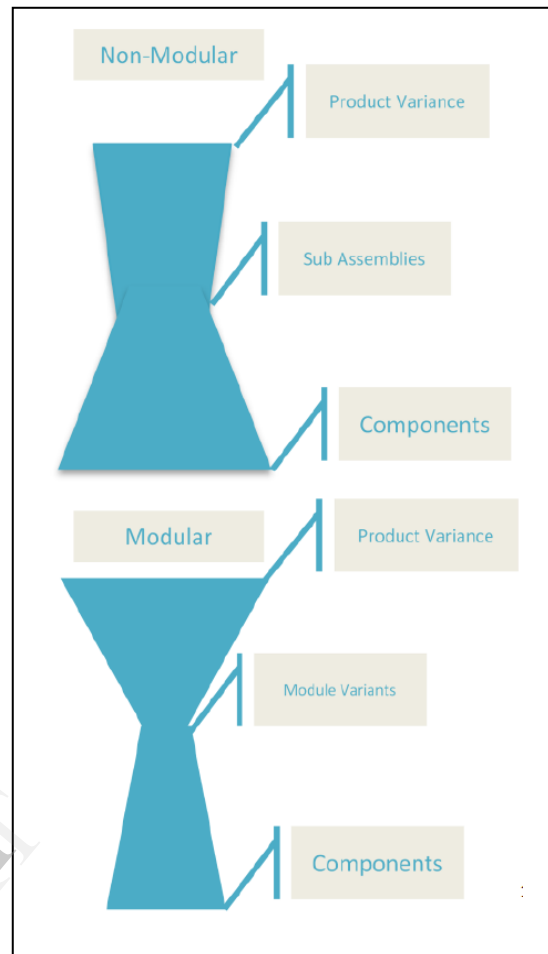 Non-Modular
Product Variance
Sub Assemblies
Components
Modular
Product Variance
Module Variants
Components